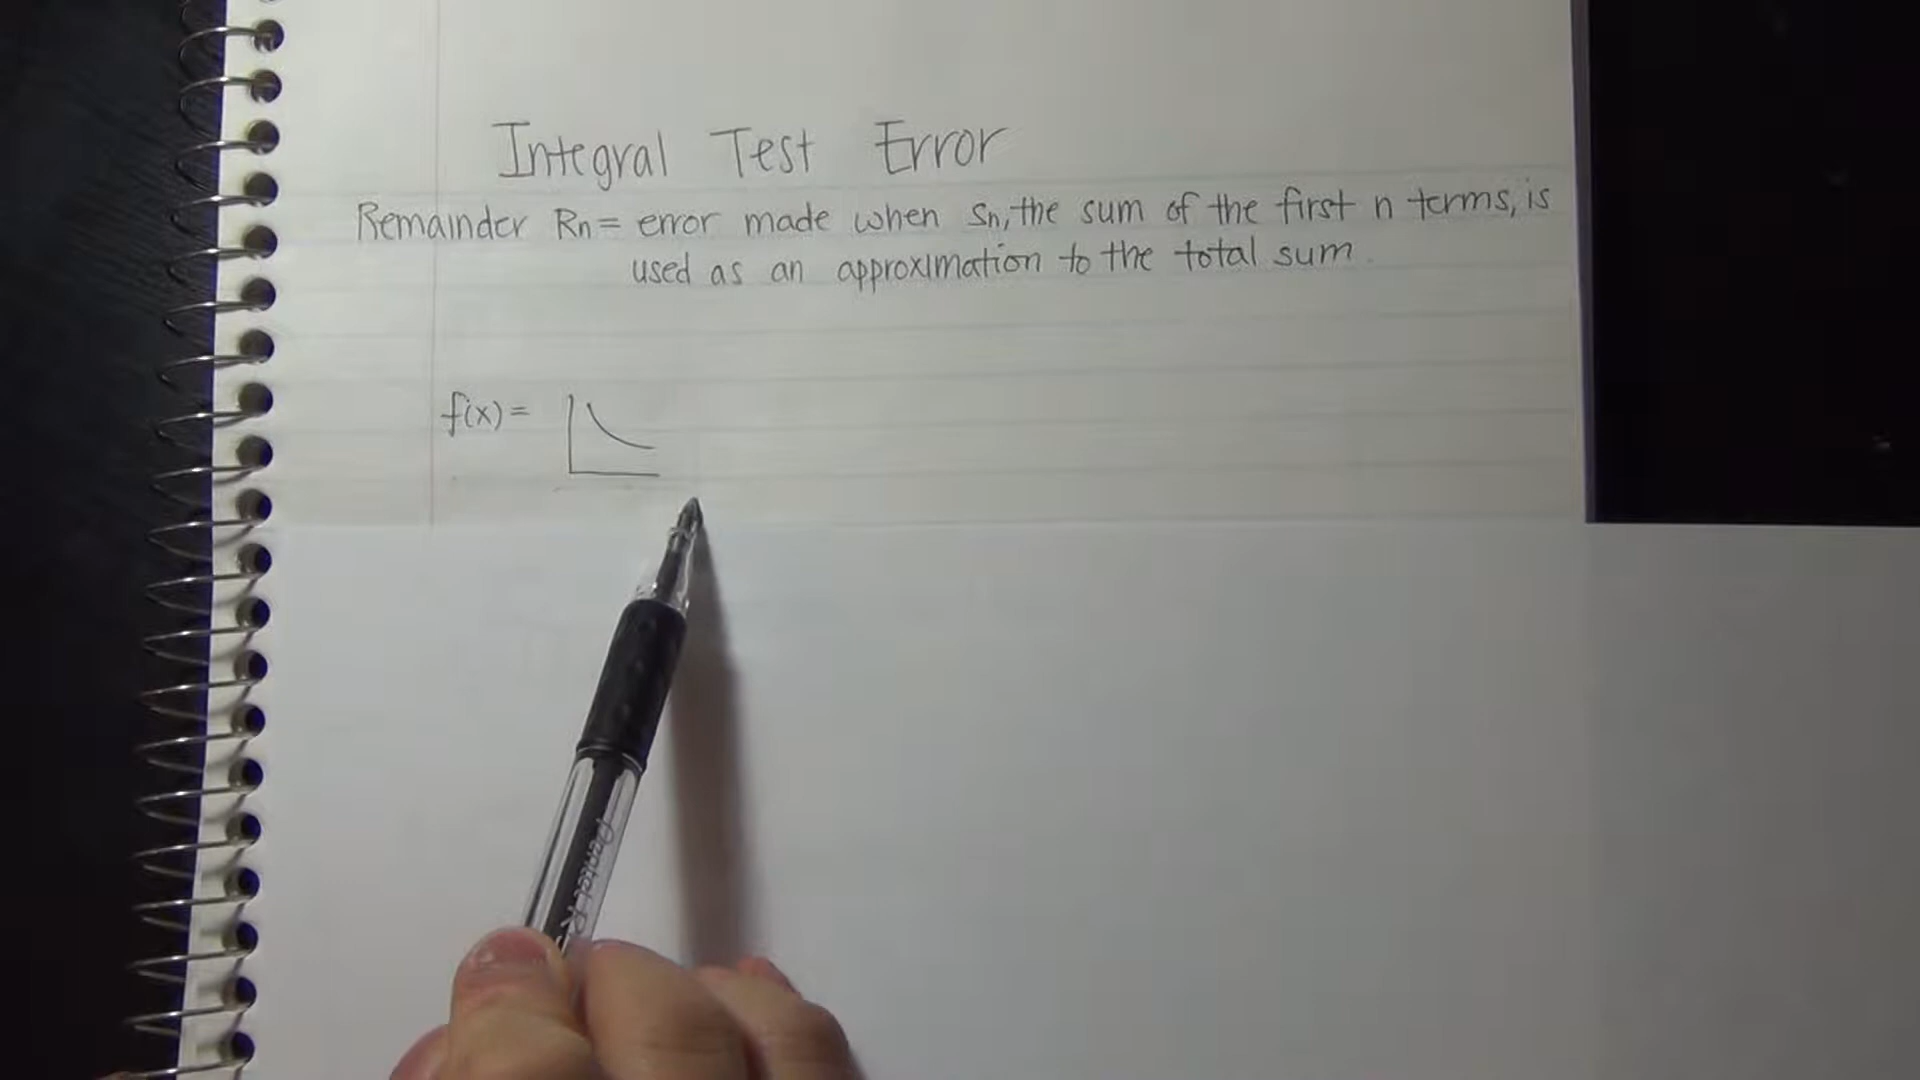 Integral Test Error
Remainder Rn = error made when Sn, the sum of the first n terms, is
used as an approximation to the total sum.
f(x) =
Pentel R